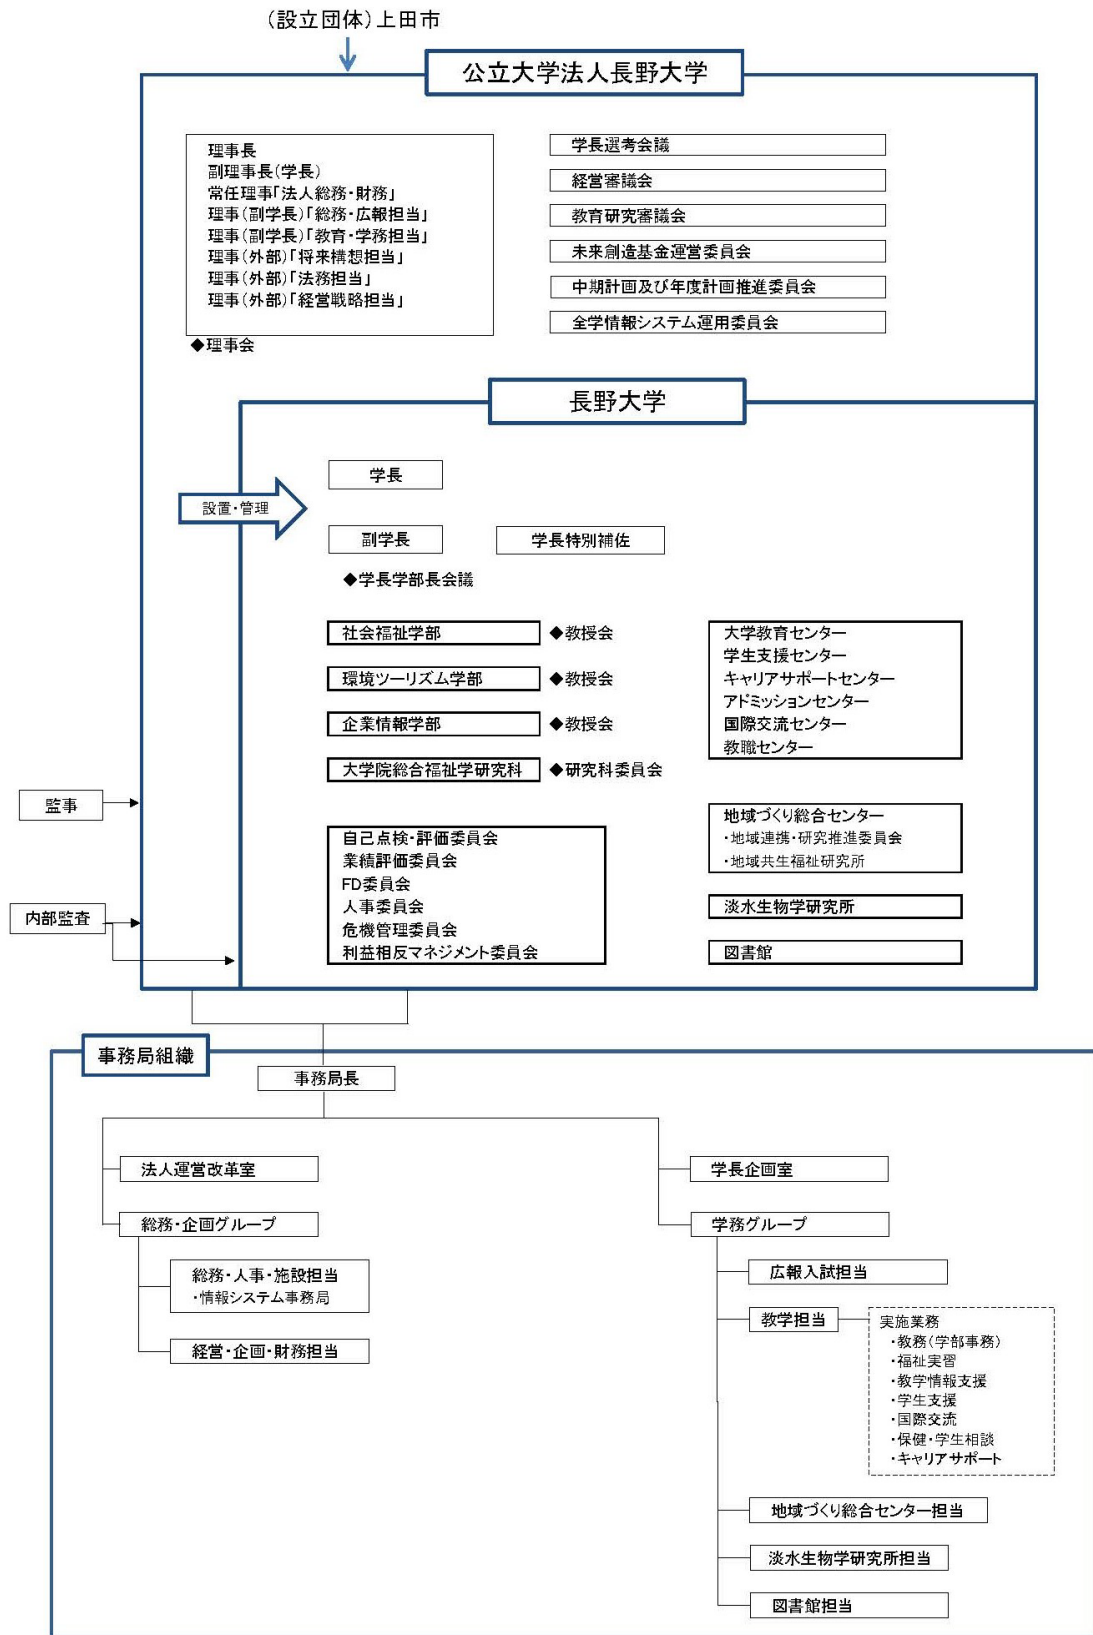 (設立団体)上田市
公立大学法人長野大学
理事長
副理事長(学長)
常任理事「法人総務・財務」
理事(副学長)「総務・広報担当」
理事(副学長)「教育・学務担当」
理事(外部)「将来構想担当」
理事(外部)「法務担当」
理事(外部)「経営戦略担当」
◆理事会
学長選考会議
経営審議会
教育研究審議会
未来創造基金運営委員会
中期計画及び年度計画推進委員会
全学情報システム運用委員会
長野大学
設置・管理
学長
副学長
学長特別補佐
◆学長学部長会議
社会福祉学部 ◆教授会
環境ツーリズム学部 ◆教授会
企業情報学部 ◆教授会
大学院総合福祉学研究科 ◆研究科委員会
大学教育センター
学生支援センター
キャリアサポートセンター
アドミッションセンター
国際交流センター
教職センター
監事
内部監査
自己点検・評価委員会
業績評価委員会
FD委員会
人事委員会
危機管理委員会
利益相反マネジメント委員会
地域づくり総合センター
・地域連携・研究推進委員会
・地域共生福祉研究所
淡水生物学研究所
図書館
事務局組織
事務局長
法人運営改革室
総務・企画グループ
総務・人事・施設担当
・情報システム事務局
経営・企画・財務担当
学長企画室
学務グループ
広報入試担当
教学担当
実施業務
・教務(学部事務)
・福祉実習
・教学情報支援
・学生支援
・国際交流
・保健・学生相談
・キャリアサポート
地域づくり総合センター担当
淡水生物学研究所担当
図書館担当